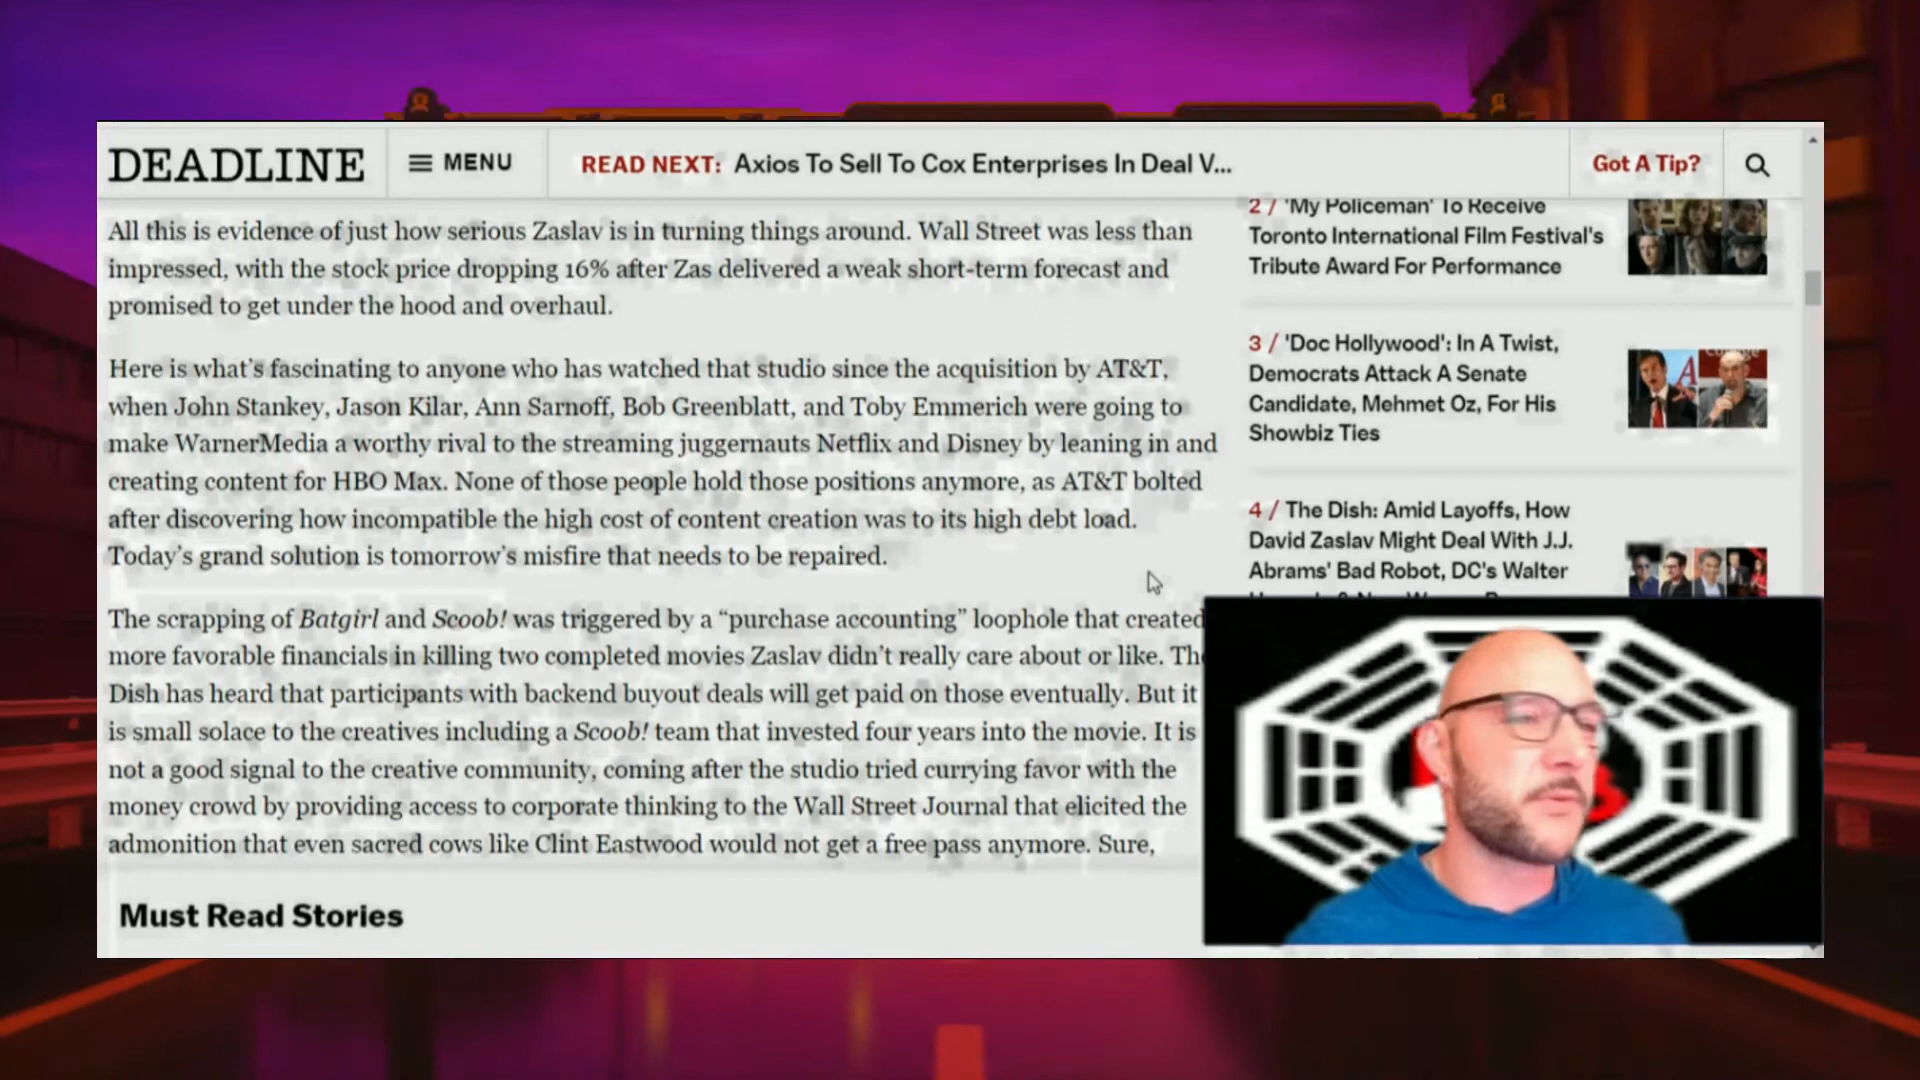 DEADLINE
MENU
READ NEXT: Axios To Sell To Cox Enterprises In Deal V...
Got A Tip?
All this is evidence of just how serious Zaslav is in turning things around. Wall Street was less than
impressed, with the stock price dropping 16% after Zas delivered a weak short-term forecast and
promised to get under the hood and overhaul.
Here is what's fascinating to anyone who has watched that studio since the acquisition by AT&T,
when John Stankey, Jason Kilar, Ann Sarnoff, Bob Greenblatt, and Toby Emmerich were going to
make WarnerMedia a worthy rival to the streaming juggernauts Netflix and Disney by leaning in and
creating content for HBO Max. None of those people hold those positions anymore, as AT&T bolted
after discovering how incompatible the high cost of content creation was to its high debt load.
Today's grand solution is tomorrow's misfire that needs to be repaired.
The scrapping of Batgirl and Scoob! was triggered by a “purchase accounting” loophole that created
more favorable financials in killing two completed movies Zaslav didn't really care about or like. The
Dish has heard that participants with backend buyout deals will get paid on those eventually. But it
is small solace to the creatives including a Scoob! team that invested four years into the movie. It is
not a good signal to the creative community, coming after the studio tried currying favor with the
money crowd by providing access to corporate thinking to the Wall Street Journal that elicited the
admonition that even sacred cows like Clint Eastwood would not get a free pass anymore. Sure,
Must Read Stories
2 / 'My Policeman' To Receive
Toronto International Film Festival's
Tribute Award For Performance
3 / 'Doc Hollywood': In A Twist,
Democrats Attack A Senate
Candidate, Mehmet Oz, For His
Showbiz Ties
4 / The Dish: Amid Layoffs, How
David Zaslav Might Deal With J.J.
Abrams' Bad Robot, DC's Walter